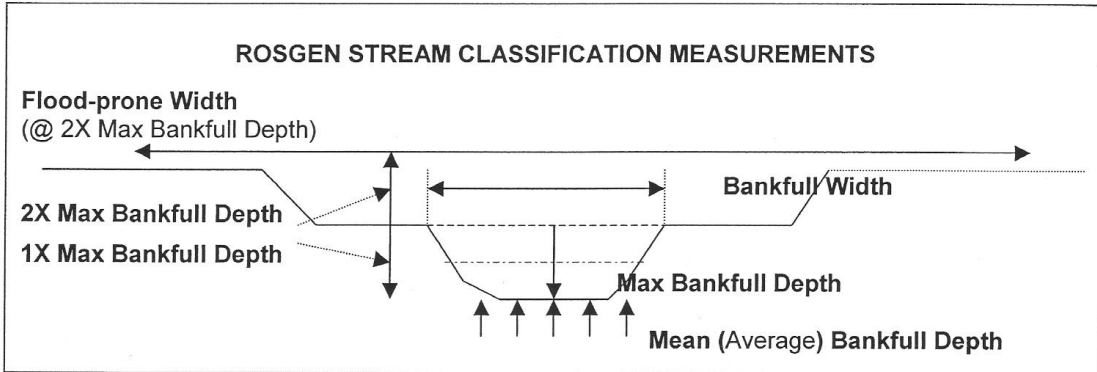 ROSGEN STREAM CLASSIFICATION MEASUREMENTS
Flood-prone Width
(@ 2X Max Bankfull Depth)
Bankfull Width
2X Max Bankfull Depth
1X Max Bankfull Depth
Max Bankfull Depth
Mean (Average) Bankfull Depth